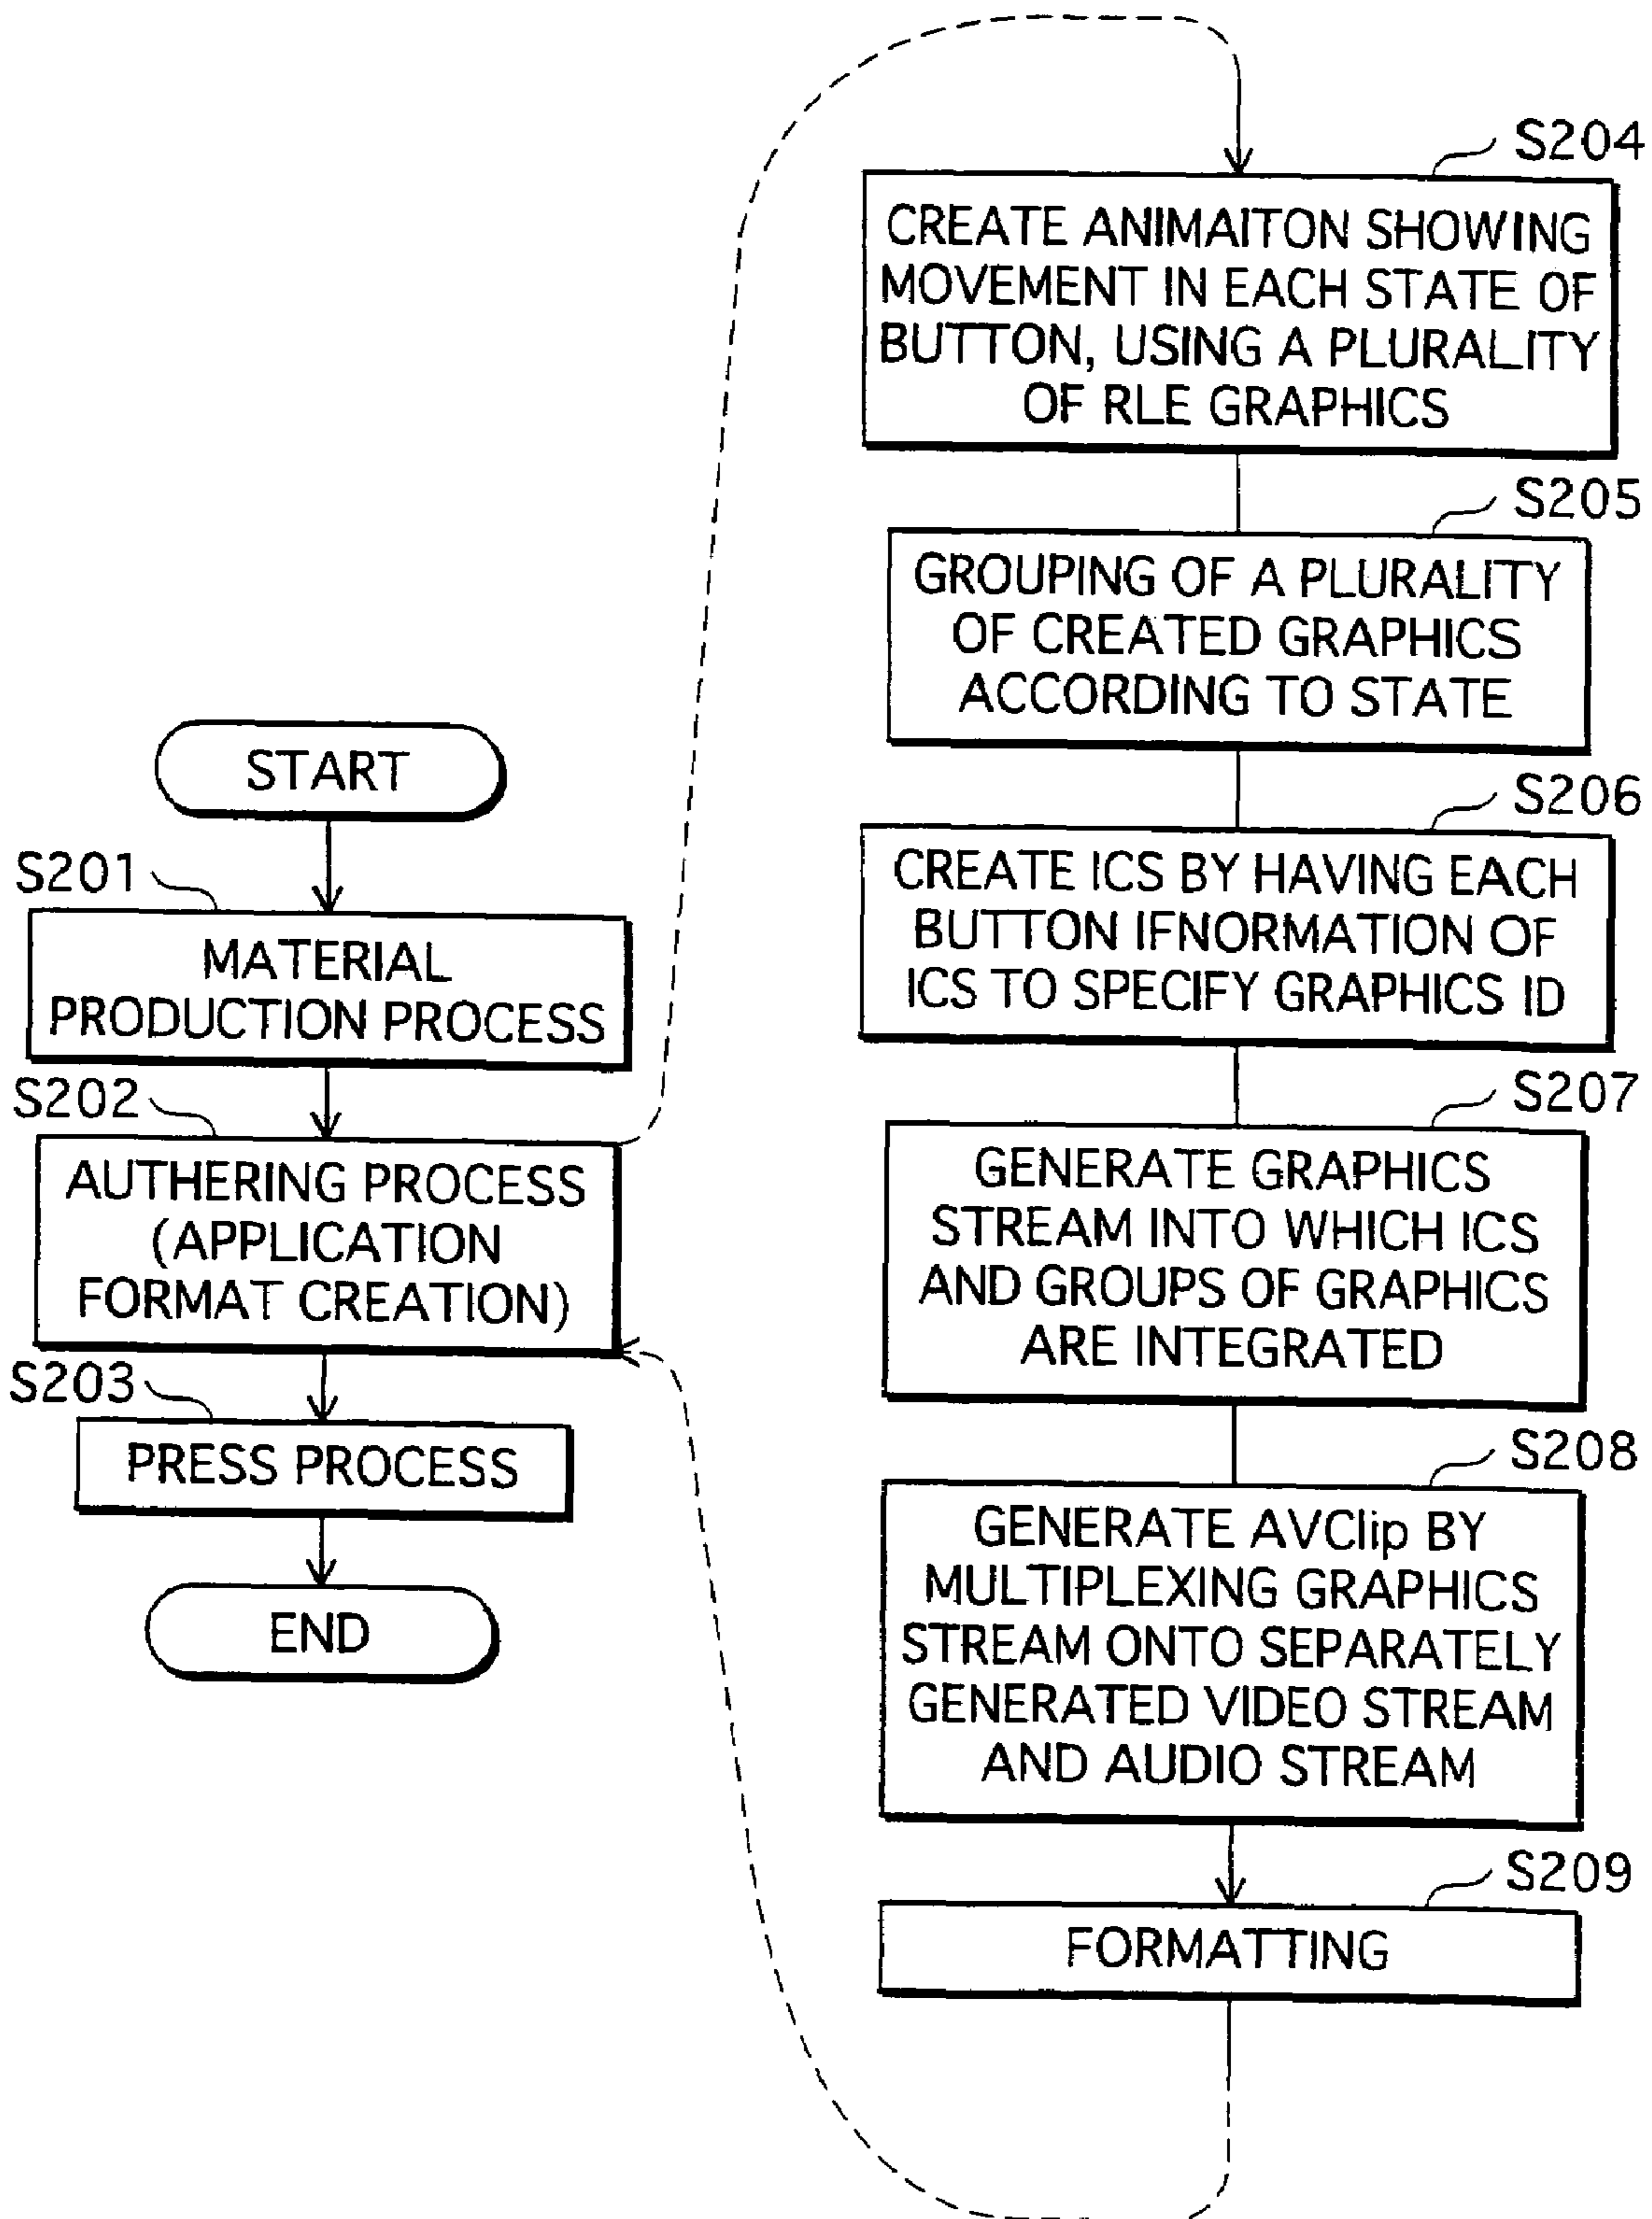 START
S201
MATERIAL
PRODUCTION PROCESS
S202
AUTHERING PROCESS
(APPLICATION
FORMAT CREATION)
S203
PRESS PROCESS
END
S204
CREATE ANIMAITON SHOWING
MOVEMENT IN EACH STATE OF
BUTTON, USING A PLURALITY
OF RLE GRAPHICS
S205
GROUPING OF A PLURALITY
OF CREATED GRAPHICS
ACCORDING TO STATE
S206
CREATE ICS BY HAVING EACH
BUTTON IFNORMATION OF
ICS TO SPECIFY GRAPHICS ID
S207
GENERATE GRAPHICS
STREAM INTO WHICH ICS
AND GROUPS OF GRAPHICS
ARE INTEGRATED
S208
GENERATE AVClip BY
MULTIPLEXING GRAPHICS
STREAM ONTO SEPARATELY
GENERATED VIDEO STREAM
AND AUDIO STREAM
S209
FORMATTING